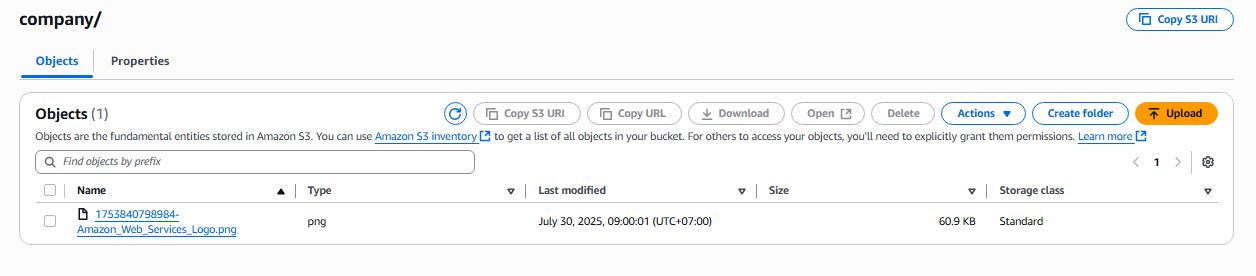 company/
Copy S3 URI
Objects
Properties
Objects (1)
Copy S3 URI
Copy URL
Download
Open
Delete
Actions
Create folder
Upload
Objects are the fundamental entities stored in Amazon S3. You can use Amazon S3 inventory to get a list of all objects in your bucket. For others to access your objects, you'll need to explicitly grant them permissions. Learn more
Find objects by prefix
1
Name
Type
Last modified
Size
Storage class
1753840798984-
Amazon_Web_Services_Logo.png
png
July 30, 2025, 09:00:01 (UTC+07:00)
60.9 KB
Standard